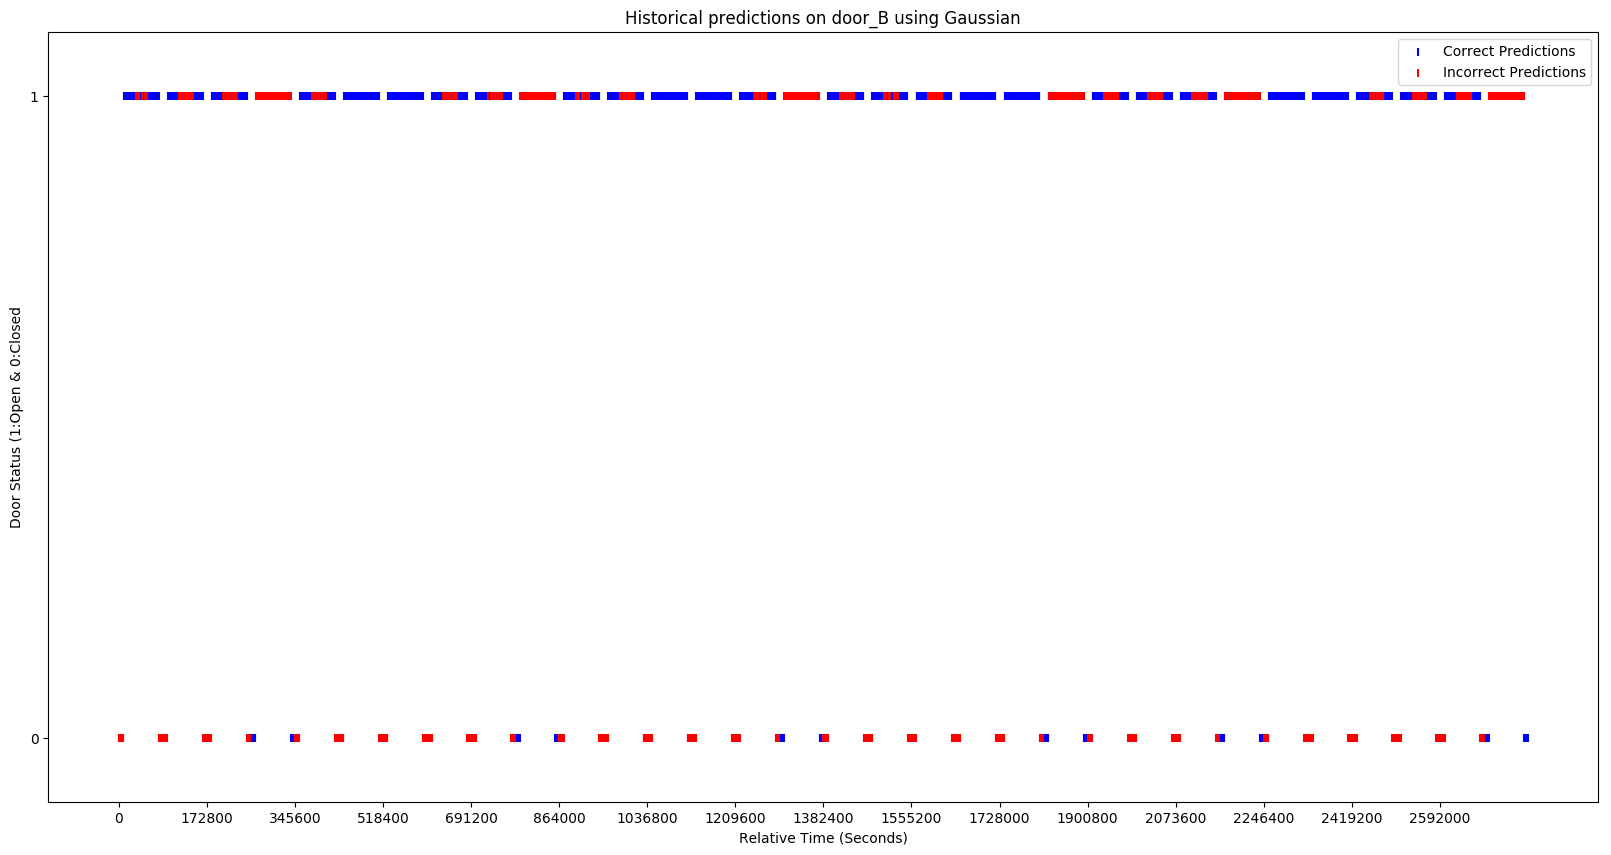 Historical predictions on door_B using Gaussian
Correct Predictions
Incorrect Predictions
1
Door Status (1:Open & 0:Closed
0
0 172800 345600 518400 691200 864000 1036800 1209600 1382400 1555200 1728000 1900800 2073600 2246400 2419200 2592000
Relative Time (Seconds)